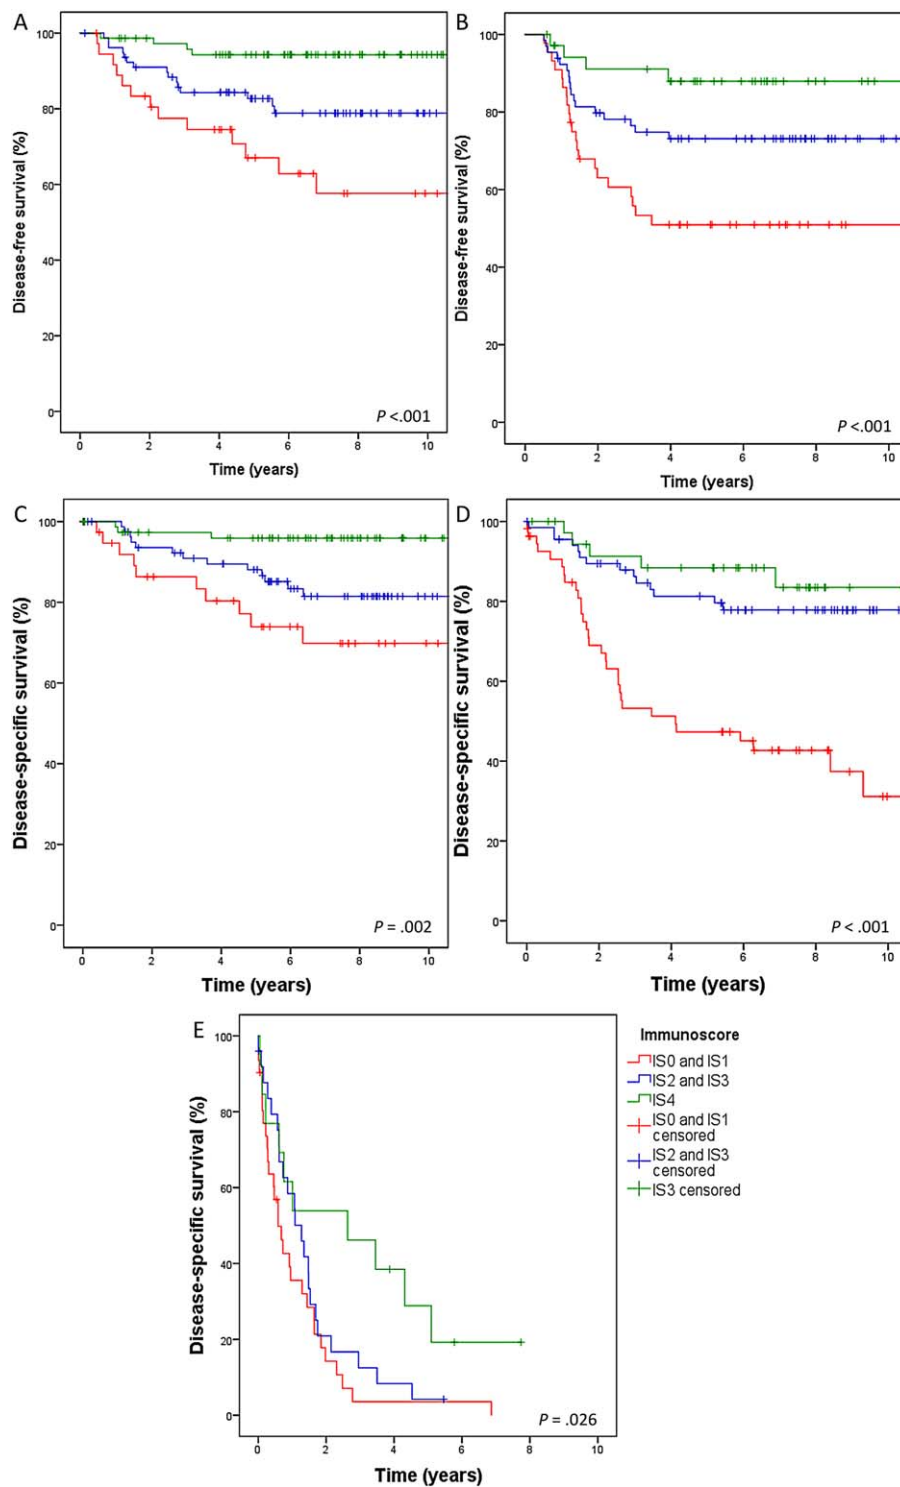 A
100
80
60
40
20
0
Disease-free survival (%)
P <.001
0 2 4 6 8 10
Time (years)
B
100
80
60
40
20
0
Disease-free survival (%)
P <.001
0 2 4 6 8 10
Time (years)
C
100
80
60
40
20
0
Disease-specific survival (%)
P = .002
0 2 4 6 8 10
Time (years)
D
100
80
60
40
20
0
Disease-specific survival (%)
P < .001
0 2 4 6 8 10
Time (years)
E
100
80
60
40
20
0
Disease-specific survival (%)
P = .026
0 2 4 6 8 10
Time (years)
Immunoscore
IS0 and IS1
IS2 and IS3
IS4
IS0 and IS1
censored
IS2 and IS3
censored
IS3 censored